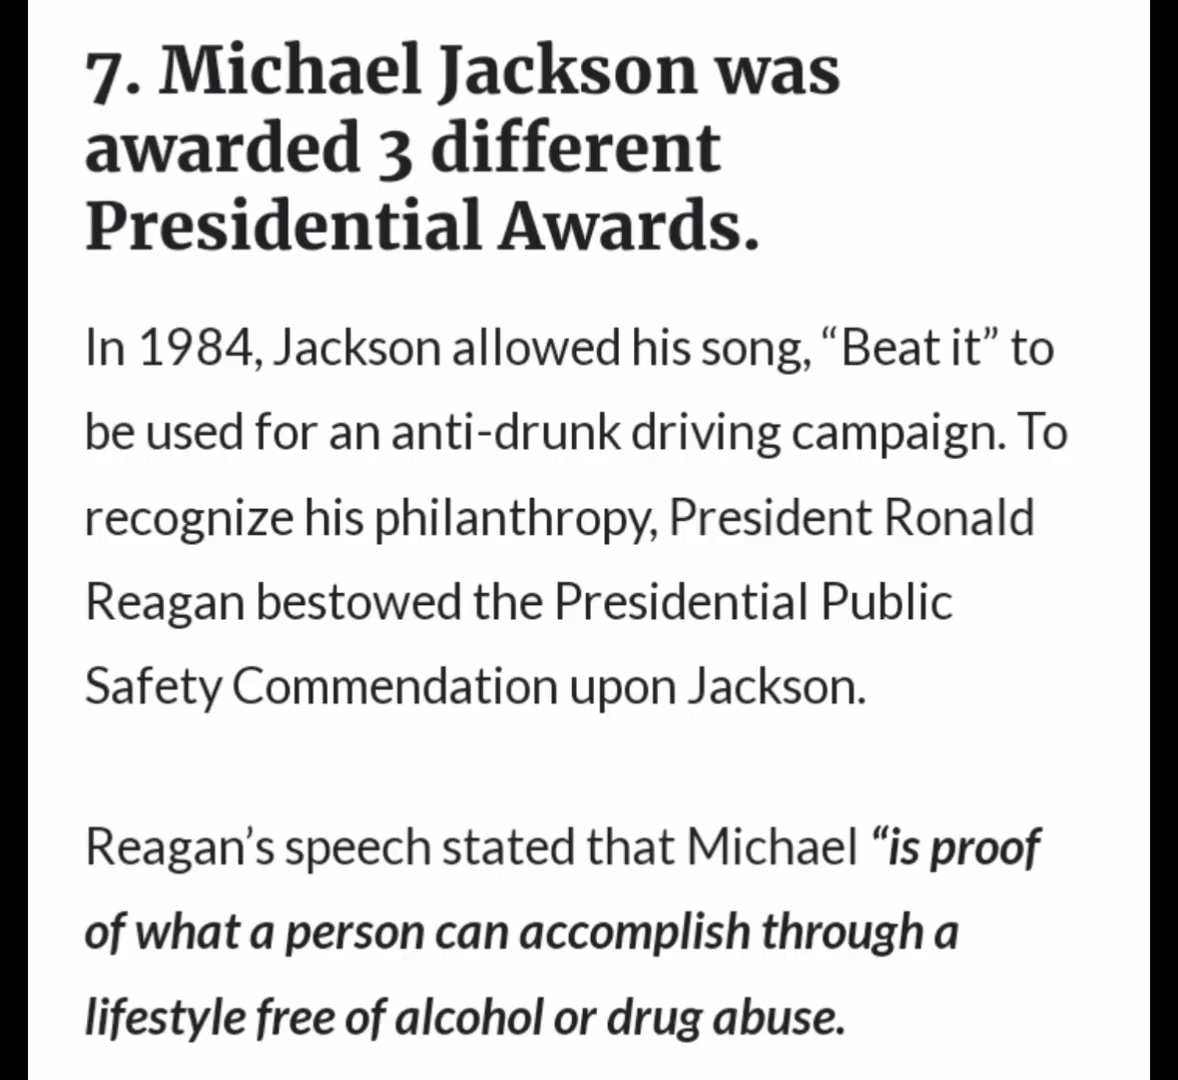 7. Michael Jackson was
awarded 3 different
Presidential Awards.
In 1984, Jackson allowed his song, “Beat it” to
be used for an anti-drunk driving campaign. To
recognize his philanthropy, President Ronald
Reagan bestowed the Presidential Public
Safety Commendation upon Jackson.
Reagan’s speech stated that Michael “is proof
of what a person can accomplish through a
lifestyle free of alcohol or drug abuse.